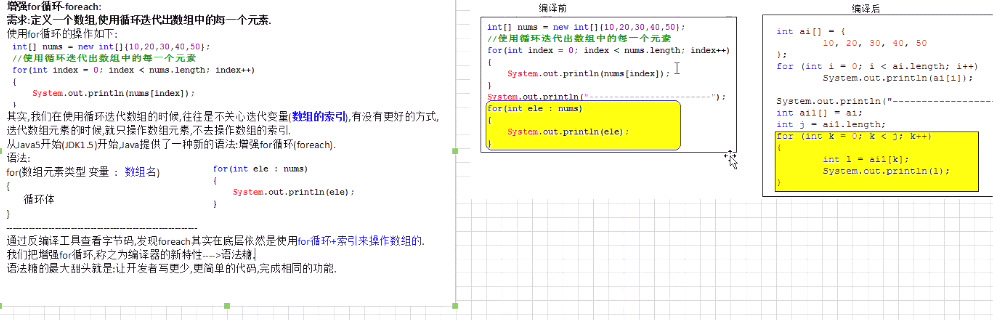 增强for循环-foreach:
需求:定义一个数组,使用循环迭代出数组中的每一个元素.
使用for循环的操作如下:
int[] nums = new int[]{10,20,30,40,50};
//使用循环迭代出数组中的每一个元素
for(int index = 0; index < nums.length; index++)
{
System.out.println(nums[index]);
}
其实,我们在使用循环迭代数组的时候,往往是不关心迭代变量(数组的索引),有没有更好的方式,
迭代数组元素的时候,就只操作数组元素,不去操作数组的索引.
从Java5开始(JDK1.5)开始,Java提供了一种新的语法:增强for循环(foreach).
语法:
for(数组元素类型 变量 : 数组名)
{
循环体
}
for(int ele : nums)
{
System.out.println(ele);
}
------------------------------------------------
通过反编译工具查看字节码,发现foreach其实在底层依然是使用for循环+索引来操作数组的.
我们把增强for循环,称之为编译器的新特性---->语法糖.
语法糖的最大甜头就是:让开发者写更少,更简单的代码,完成相同的功能.
编译前
int[] nums = new int[]{10,20,30,40,50};
//使用循环迭代出数组中的每一个元素
for(int index = 0; index < nums.length; index++)
{
System.out.println(nums[index]);
}
System.out.println("-------------------------");
for(int ele : nums)
{
System.out.println(ele);
}
编译后
int ai[] = {
10, 20, 30, 40, 50
};
for (int i = 0; i < ai.length; i++)
System.out.println(ai[i]);
System.out.println("---------------
int ai1[] = ai;
int j = ai1.length;
for (int k = 0; k < j; k++)
{
int l = ai1[k];
System.out.println(l);
}